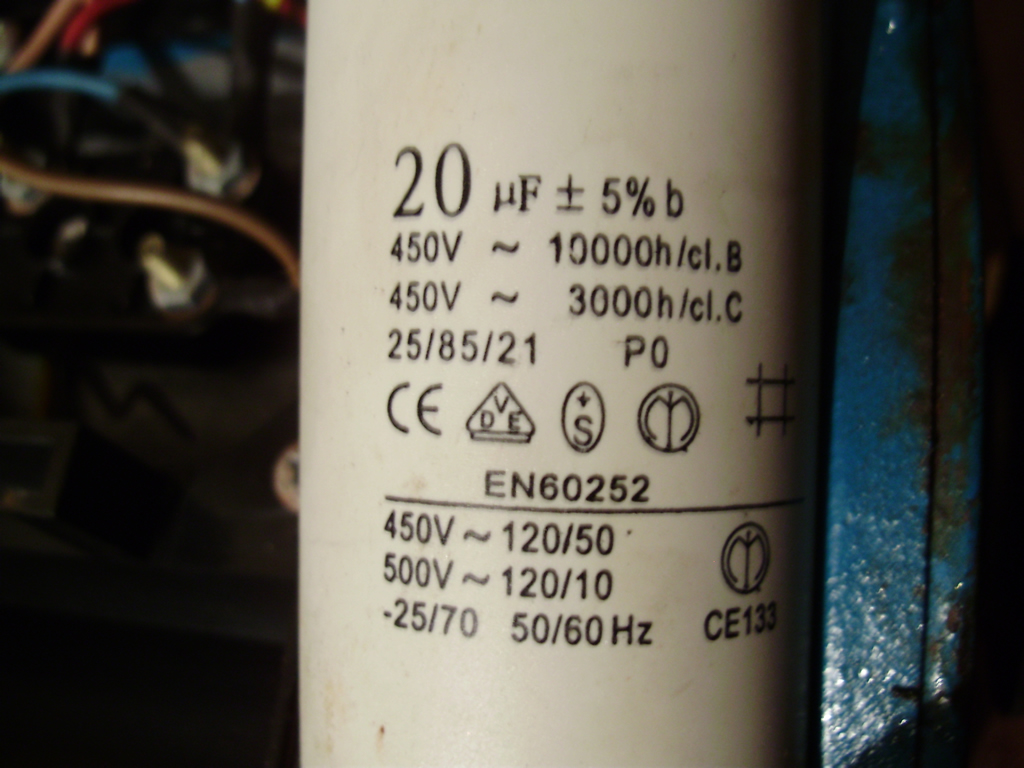 20 µF ± 5% b
450V ~ 10000h/cl.B
450V ~ 3000h/cl.C
25/85/21 P0
CE VDE S M
EN60252
450V ~ 120/50
500V ~ 120/10
-25/70 50/60 Hz CE133